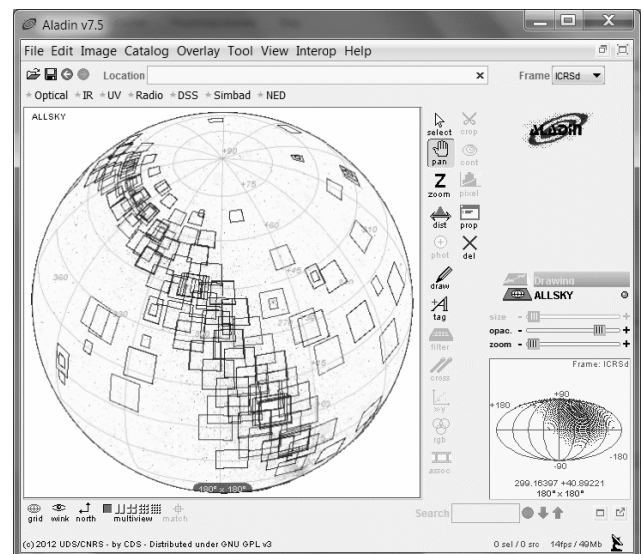 Aladin v7.5
File Edit Image Catalog Overlay Tool View Interop Help
Location
Frame ICRSd
Optical IR UV Radio DSS Simbad NED
ALLSKY
Aladin
select crop
pan cont
zoom pixel
dist prop
phot del
draw
tag
filter
cross
x-y
rgb
assoc
+90
+75
+60
+45
360
330
300
270
310
Drawing
ALLSKY
size - +
opac. - +
zoom - +
Frame: ICRSd
+90
+180
-180
-90
299.16397 +40.89221
180° x 180°
180° x 180°
grid wink north multiview match
Search
(c) 2012 UDS/CNRS - by CDS - Distributed under GNU GPL v3
0 sel / 0 src 14fps / 49Mb